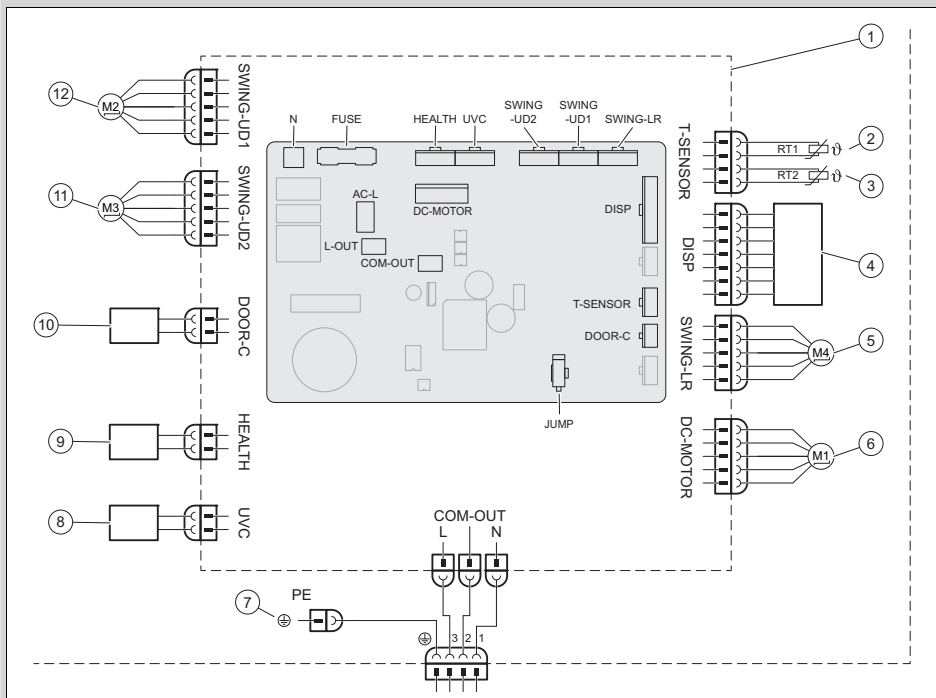 1
12
M2
SWING-UD1
N
FUSE
HEALTH
UVC
SWING
-UD2
SWING
-UD1
SWING-LR
T-SENSOR
RT1
ϑ
2
RT2
ϑ
3
11
M3
SWING-UD2
AC-L
DC-MOTOR
DISP
L-OUT
COM-OUT
DISP
4
10
DOOR-C
T-SENSOR
DOOR-C
SWING-LR
M4
5
JUMP
9
HEALTH
DC-MOTOR
M1
6
8
UVC
COM-OUT
L
N
7
PE
3
2
1